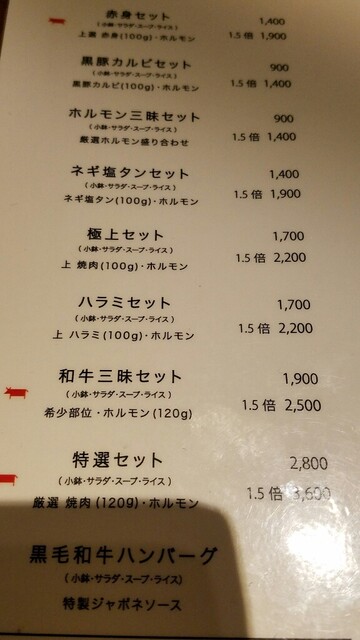 赤身セット 1,400
(小鉢・サラダ・スープ・ライス)
上選 赤身(100g)・ホルモン 1.5 倍 1,900
黒豚カルビセット 900
(小鉢・サラダ・スープ・ライス)
黒豚カルビ(100g)・ホルモン 1.5 倍 1,400
ホルモン三昧セット 900
(小鉢・サラダ・スープ・ライス)
厳選ホルモン盛り合わせ 1.5 倍 1,400
ネギ塩タンセット 1,400
(小鉢・サラダ・スープ・ライス)
ネギ塩タン(100g)・ホルモン 1.5 倍 1,900
極上セット 1,700
(小鉢・サラダ・スープ・ライス)
上 焼肉(100g)・ホルモン 1.5 倍 2,200
ハラミセット 1,700
(小鉢・サラダ・スープ・ライス)
上 ハラミ(100g)・ホルモン 1.5 倍 2,200
和牛三昧セット 1,900
(小鉢・サラダ・スープ・ライス)
希少部位・ホルモン(120g) 1.5 倍 2,500
特選セット 2,800
(小鉢・サラダ・スープ・ライス)
厳選 焼肉(120g)・ホルモン 1.5 倍 3,600
黒毛和牛ハンバーグ
(小鉢・サラダ・スープ・ライス)
特製ジャポネソース